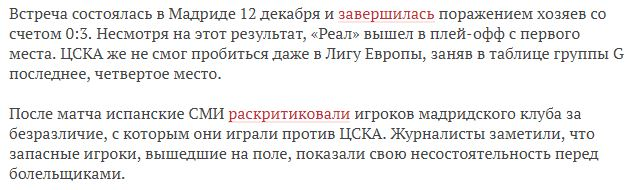 Встреча состоялась в Мадриде 12 декабря и завершилась поражением хозяев со
счетом 0:3. Несмотря на этот результат, «Реал» вышел в плей-офф с первого
места. ЦСКА же не смог пробиться даже в Лигу Европы, заняв в таблице группы G
последнее, четвертое место.
После матча испанские СМИ раскритиковали игроков мадридского клуба за
безразличие, с которым они играли против ЦСКА. Журналисты заметили, что
запасные игроки, вышедшие на поле, показали свою несостоятельность перед
болельщиками.